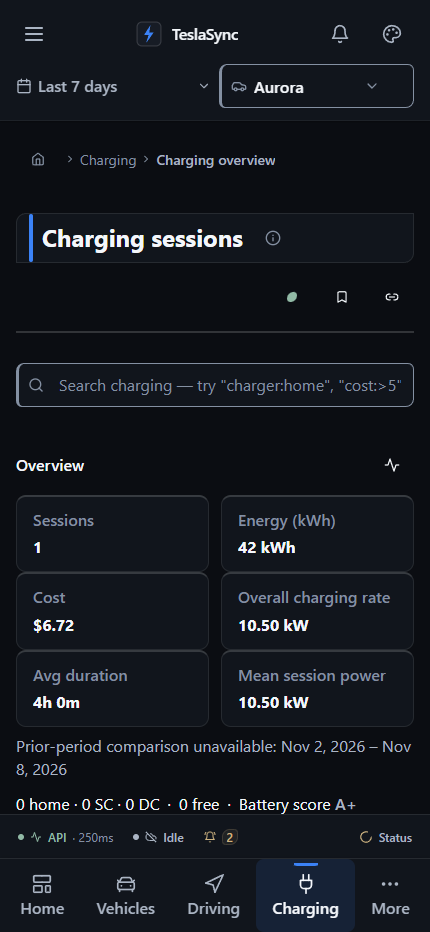 TeslaSync
Last 7 days
Aurora
Charging
Charging overview
Charging sessions
Search charging — try "charger:home", "cost:>5"
Overview
Sessions
1
Energy (kWh)
42 kWh
Cost
$6.72
Overall charging rate
10.50 kW
Avg duration
4h 0m
Mean session power
10.50 kW
Prior-period comparison unavailable: Nov 2, 2026 – Nov
8, 2026
0 home · 0 SC · 0 DC · 0 free · Battery score A+
API · 250ms
Idle
2
Status
Home
Vehicles
Driving
Charging
More